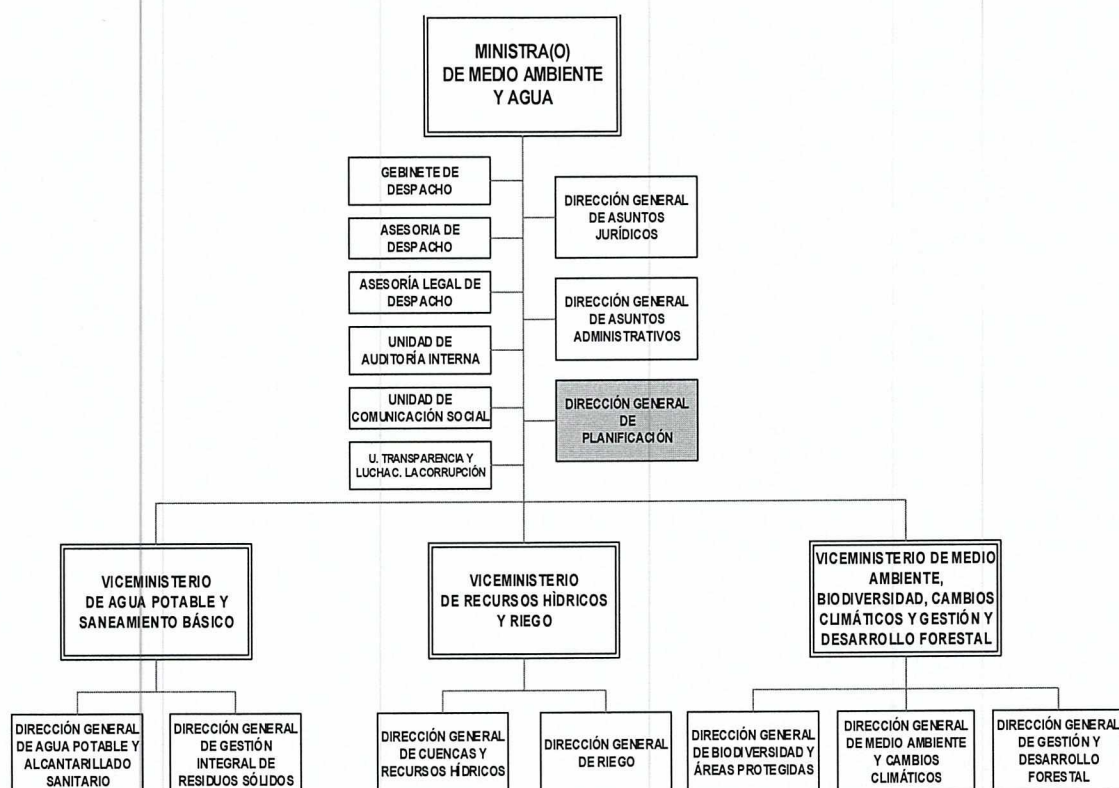 MINISTRA(O)
DE MEDIO AMBIENTE
Y AGUA
GEBINETE DE
DESPACHO
ASESORIA DE
DESPACHO
ASESORÍA LEGAL DE
DESPACHO
UNIDAD DE
AUDITORÍA INTERNA
UNIDAD DE
COMUNICACIÓN SOCIAL
U. TRANSPARENCIA Y
LUCHA C. LA CORRUPCIÓN
DIRECCIÓN GENERAL
DE ASUNTOS
JURÍDICOS
DIRECCIÓN GENERAL
DE ASUNTOS
ADMINISTRATIVOS
DIRECCIÓN GENERAL
DE
PLANIFICACIÓN
VICEMINISTERIO
DE AGUA POTABLE Y
SANEAMIENTO BÁSICO
VICEMINISTERIO
DE RECURSOS HÌDRICOS
Y RIEGO
VICEMINISTERIO DE MEDIO
AMBIENTE,
BIODIVERSIDAD, CAMBIOS
CLIMÁTICOS Y GESTIÓN Y
DESARROLLO FORESTAL
DIRECCIÓN GENERAL
DE AGUA POTABLE Y
ALCANTARILLADO
SANITARIO
DIRECCIÓN GENERAL
DE GESTIÓN
INTEGRAL DE
RESIDUOS SÓLIDOS
DIRECCIÓN GENERAL
DE CUENCAS Y
RECURSOS HÍDRICOS
DIRECCIÓN GENERAL
DE RIEGO
DIRECCIÓN GENERAL
DE BIODIVERSIDAD Y
ÁREAS PROTEGIDAS
DIRECCIÓN GENERAL
DE MEDIO AMBIENTE
Y CAMBIOS
CLIMÁTICOS
DIRECCIÓN GENERAL
DE GESTIÓN Y
DESARROLLO
FORESTAL